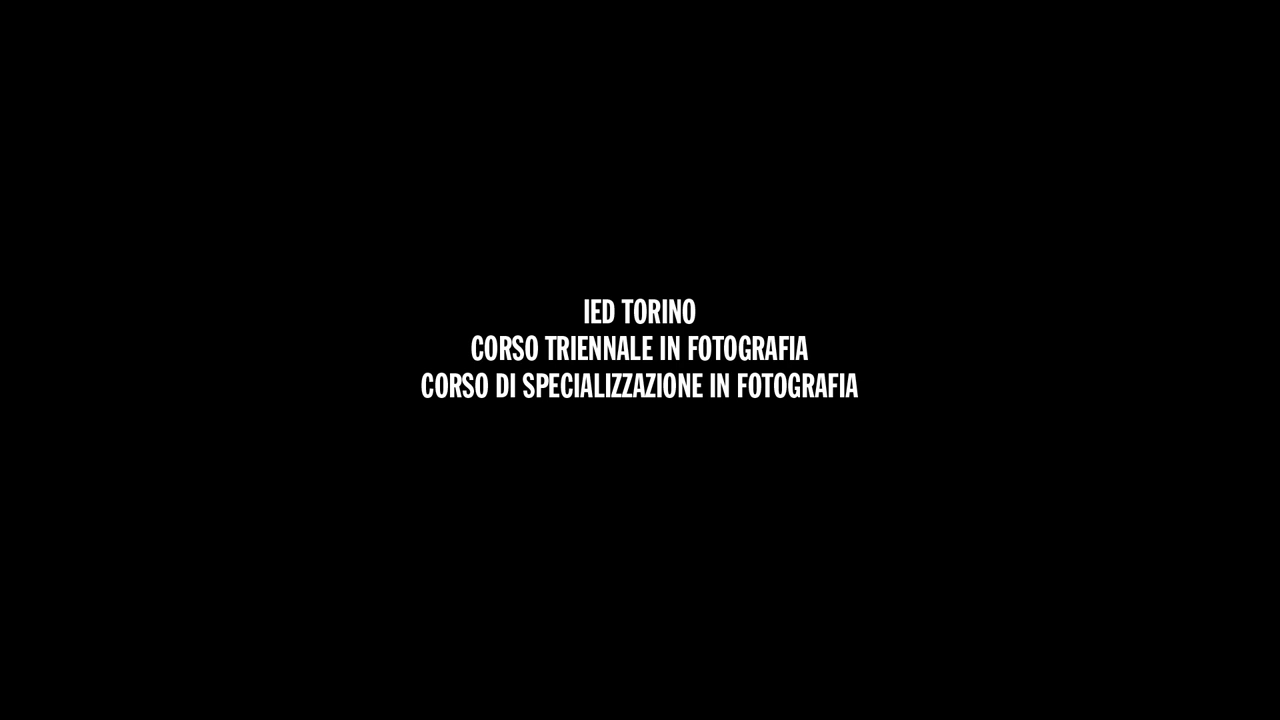 IED TORINO
CORSO TRIENNALE IN FOTOGRAFIA
CORSO DI SPECIALIZZAZIONE IN FOTOGRAFIA